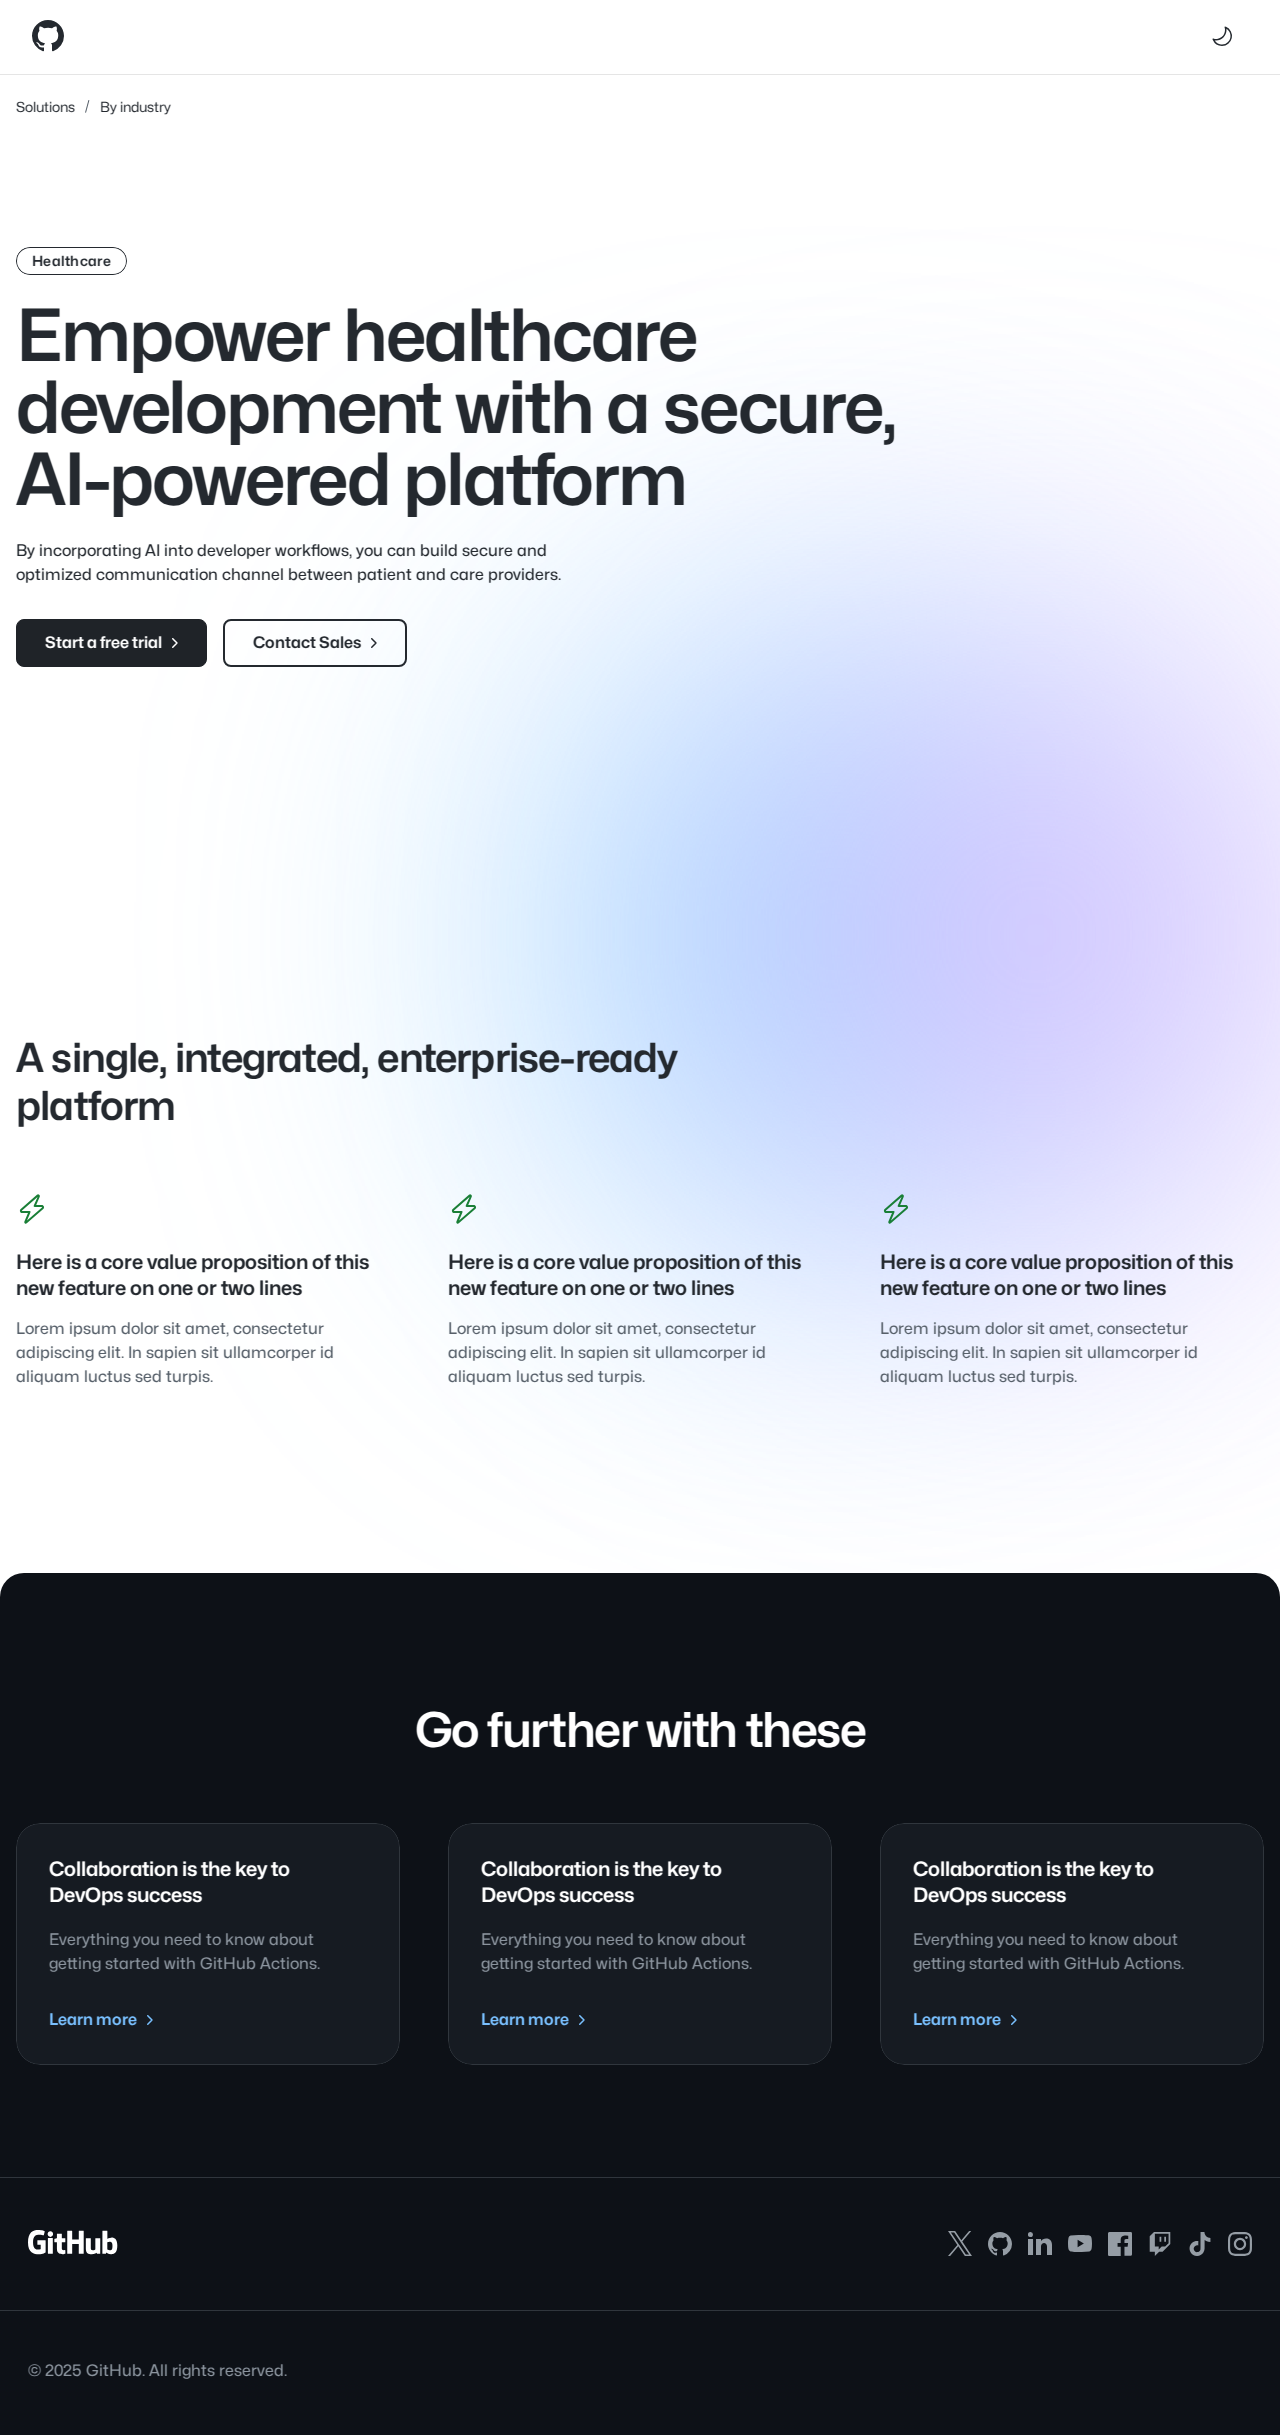 Solutions / By industry
Healthcare
Empower healthcare
development with a secure,
AI-powered platform
By incorporating AI into developer workflows, you can build secure and
optimized communication channel between patient and care providers.
Start a free trial
Contact Sales
A single, integrated, enterprise-ready
platform
Here is a core value proposition of this
new feature on one or two lines
Lorem ipsum dolor sit amet, consectetur
adipiscing elit. In sapien sit ullamcorper id
aliquam luctus sed turpis.
Here is a core value proposition of this
new feature on one or two lines
Lorem ipsum dolor sit amet, consectetur
adipiscing elit. In sapien sit ullamcorper id
aliquam luctus sed turpis.
Here is a core value proposition of this
new feature on one or two lines
Lorem ipsum dolor sit amet, consectetur
adipiscing elit. In sapien sit ullamcorper id
aliquam luctus sed turpis.
Go further with these
Collaboration is the key to
DevOps success
Everything you need to know about
getting started with GitHub Actions.
Learn more
Collaboration is the key to
DevOps success
Everything you need to know about
getting started with GitHub Actions.
Learn more
Collaboration is the key to
DevOps success
Everything you need to know about
getting started with GitHub Actions.
Learn more
GitHub
© 2025 GitHub. All rights reserved.